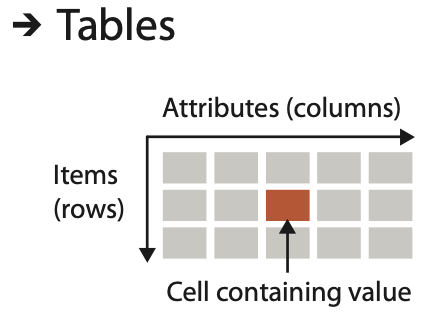 → Tables
Attributes (columns)
Items
(rows)
Cell containing value